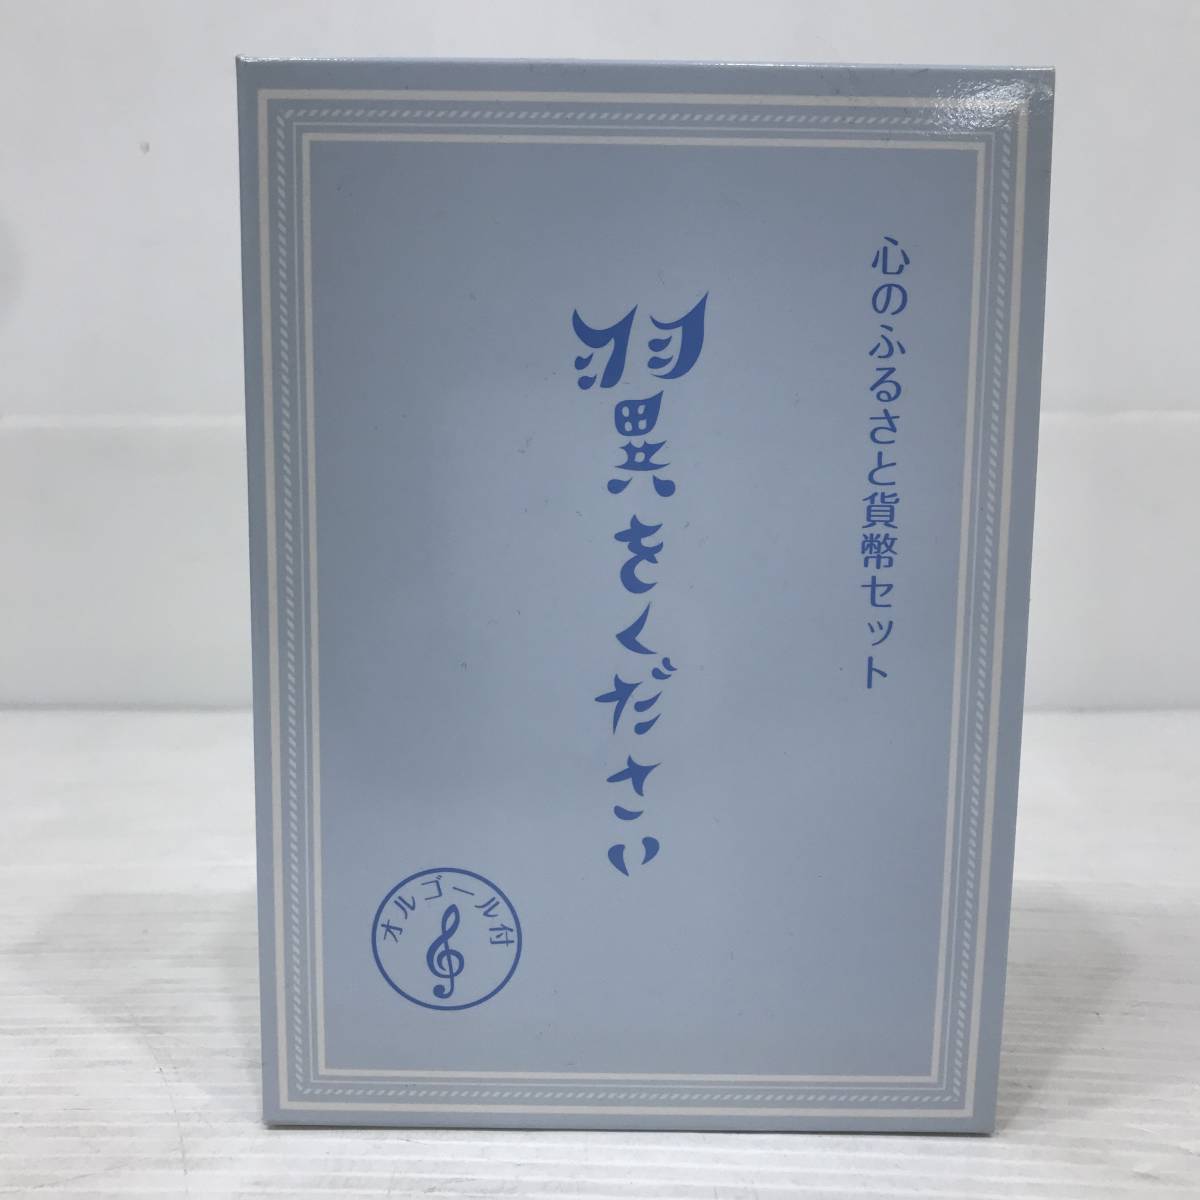 心のふるさと貨幣セット
翼をください
オルゴール付